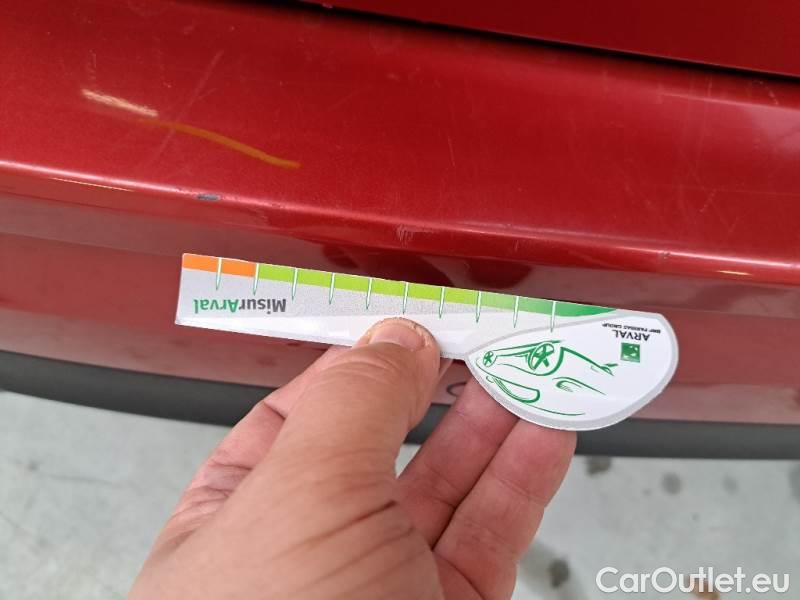 MisurArval
ARVAL
BNP PARIBAS GROUP
CarOutlet.eu